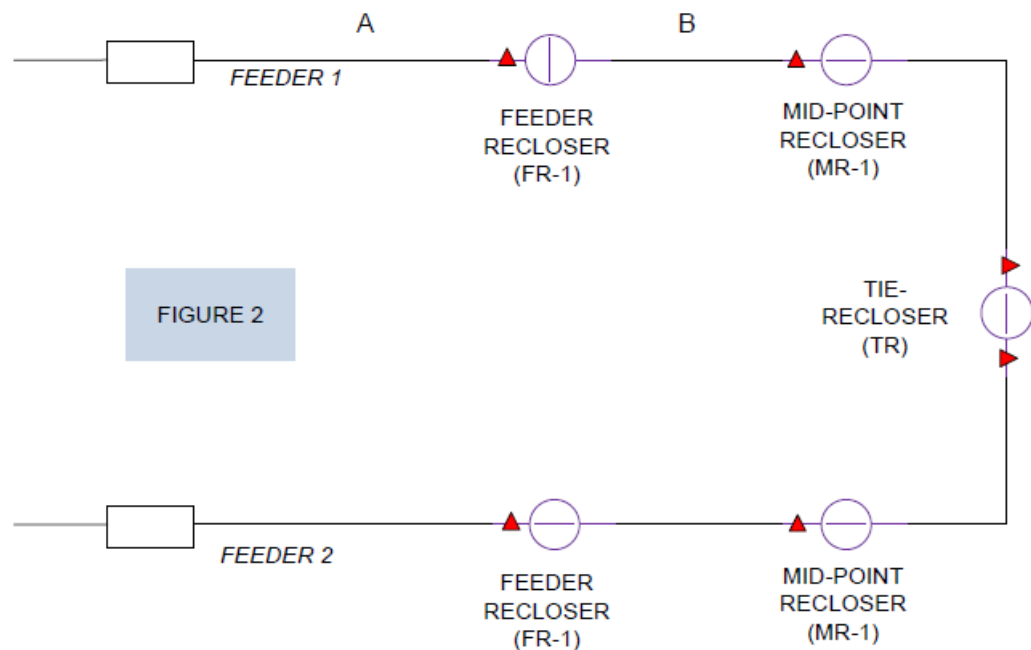 A
B
FEEDER 1
FEEDER
RECLOSER
(FR-1)
MID-POINT
RECLOSER
(MR-1)
FIGURE 2
TIE-
RECLOSER
(TR)
FEEDER 2
FEEDER
RECLOSER
(FR-1)
MID-POINT
RECLOSER
(MR-1)